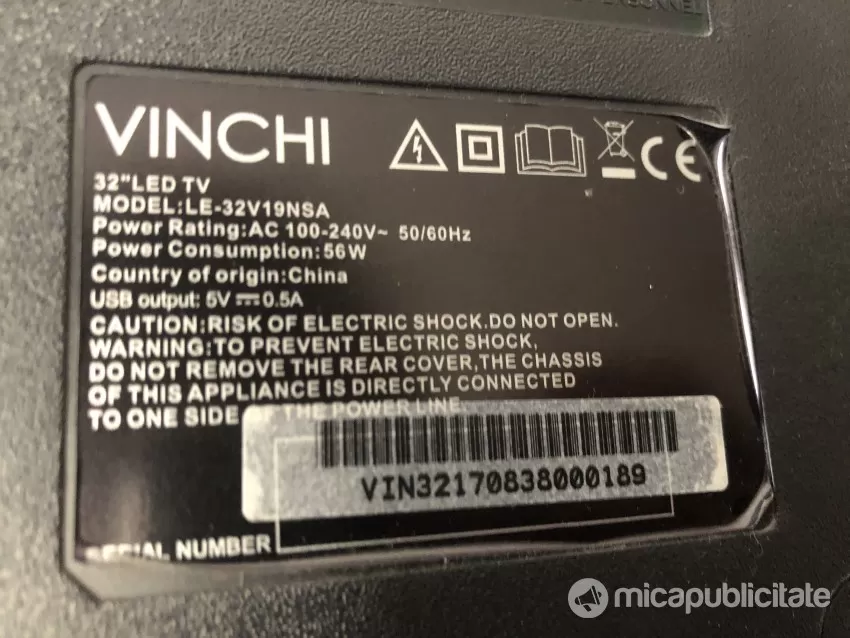 VINCHI
CE
32"LED TV
MODEL:LE-32V19NSA
Power Rating:AC 100-240V~ 50/60Hz
Power Consumption:56W
Country of origin:China
USB output: 5V⎓0.5A
CAUTION:RISK OF ELECTRIC SHOCK.DO NOT OPEN.
WARNING:TO PREVENT ELECTRIC SHOCK,
DO NOT REMOVE THE REAR COVER,THE CHASSIS
OF THIS APPLIANCE IS DIRECTLY CONNECTED
TO ONE SIDE OF THE POWER LINE.
VIN32170838000189
SERIAL NUMBER
micapublicitate